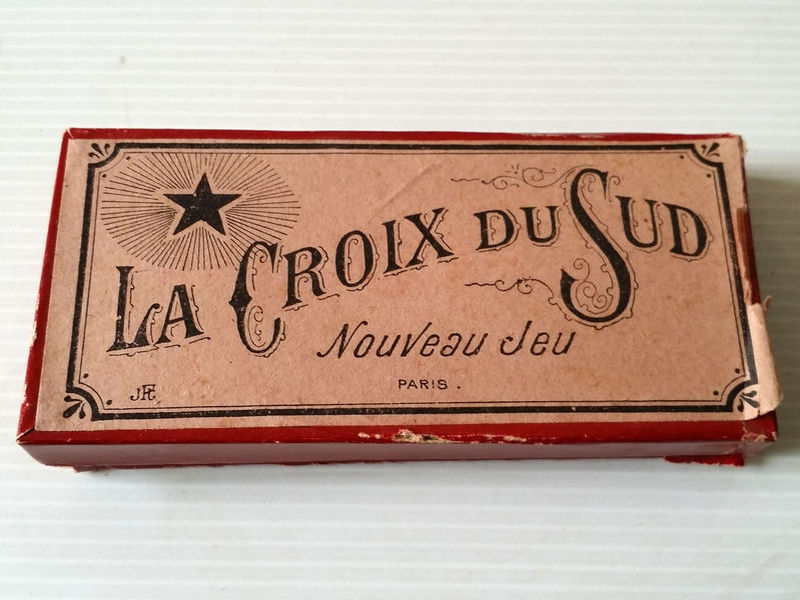 La Croix du Sud
Nouveau Jeu
PARIS.